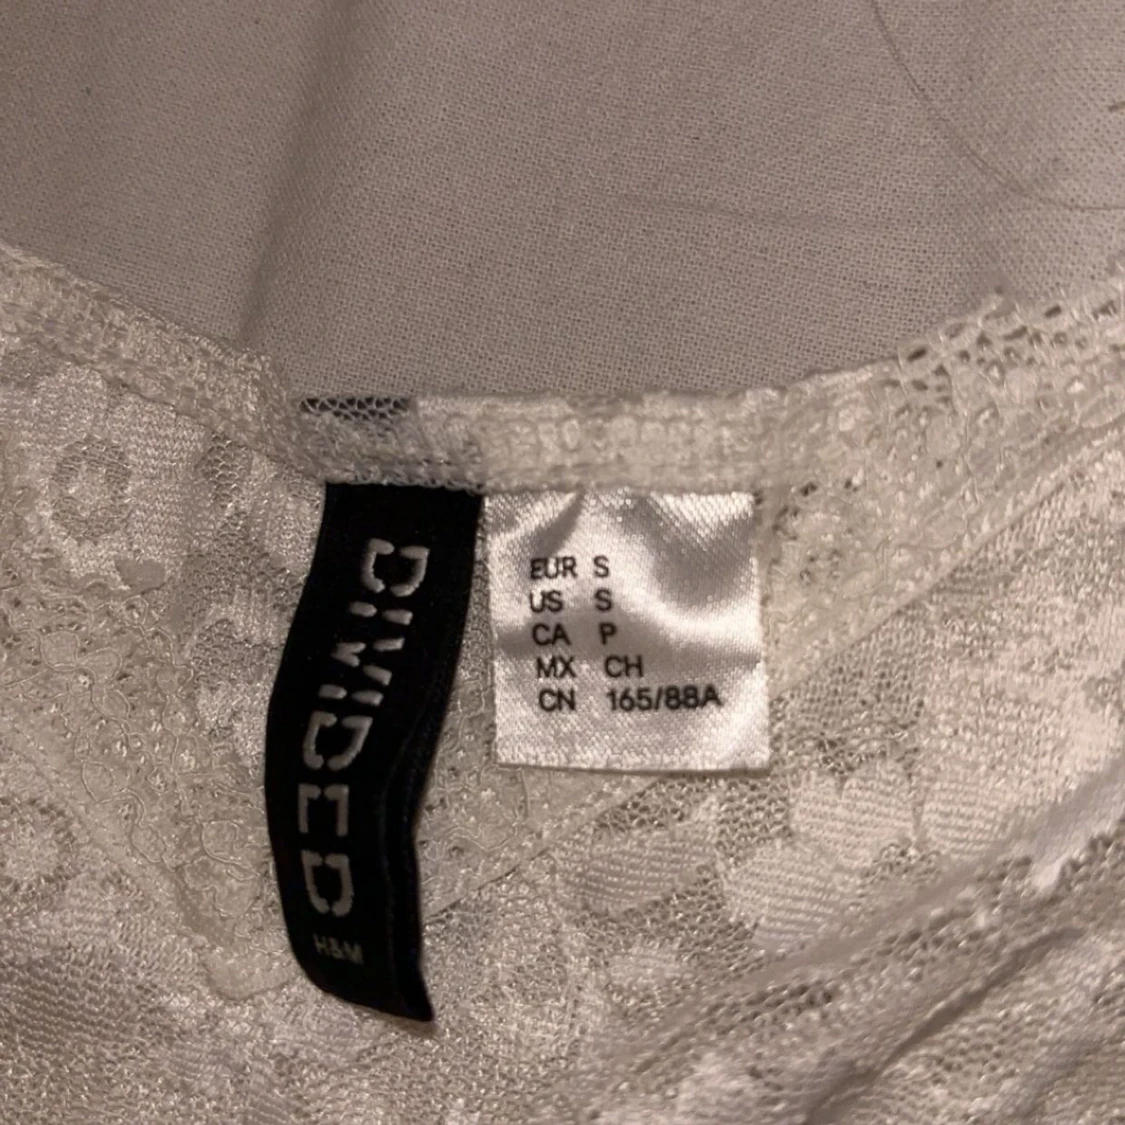 DIVIDED
H&M
EUR S
US S
CA P
MX CH
CN 165/88A